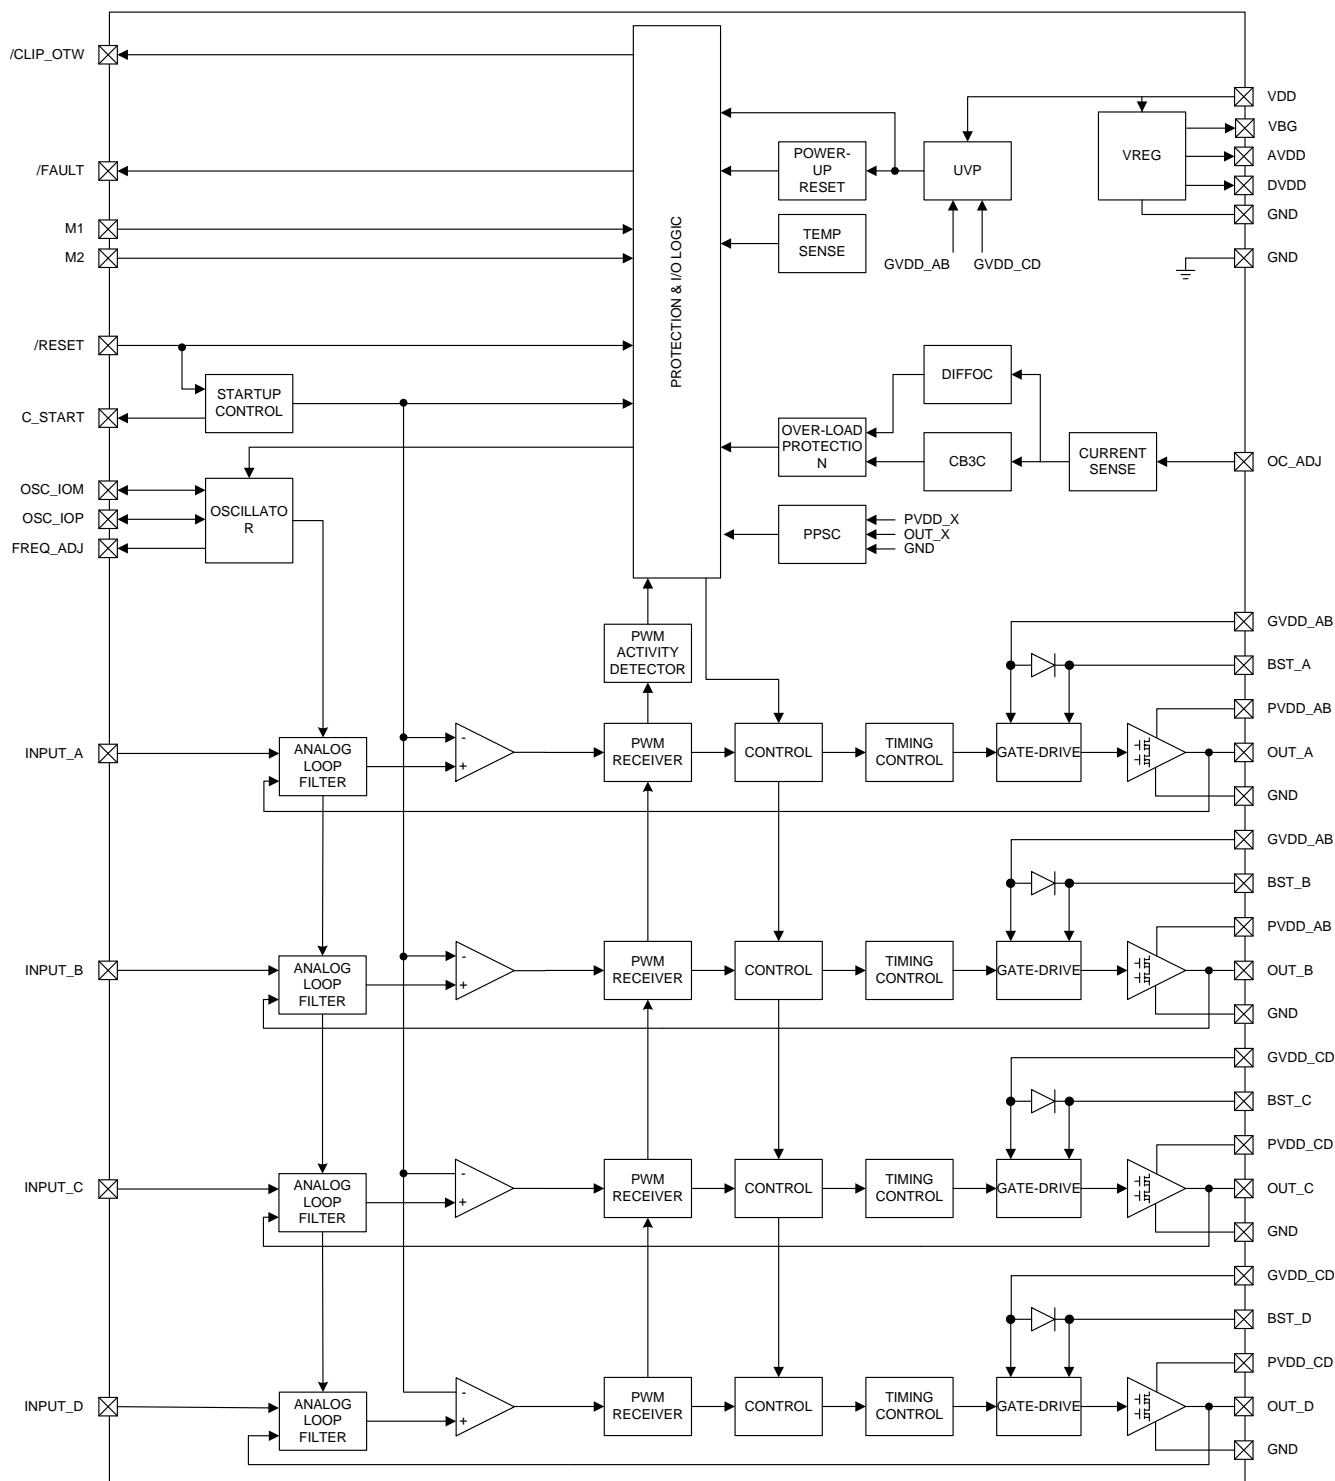 /CLIP_OTW
VDD
VBG
AVDD
DVDD
GND
GND
VREG
UVP
POWER-
UP
RESET
TEMP
SENSE
GVDD_AB
GVDD_CD
/FAULT
M1
M2
PROTECTION & I/O LOGIC
/RESET
STARTUP
CONTROL
C_START
DIFFOC
OVER-LOAD
PROTECTIO
N
CB3C
CURRENT
SENSE
OC_ADJ
OSC_IOM
OSC_IOP
FREQ_ADJ
OSCILLATO
R
PPSC
PVDD_X
OUT_X
GND
PWM
ACTIVITY
DETECTOR
GVDD_AB
BST_A
PVDD_AB
INPUT_A
ANALOG
LOOP
FILTER
-
+
PWM
RECEIVER
CONTROL
TIMING
CONTROL
GATE-DRIVE
OUT_A
GND
GVDD_AB
BST_B
PVDD_AB
INPUT_B
ANALOG
LOOP
FILTER
-
+
PWM
RECEIVER
CONTROL
TIMING
CONTROL
GATE-DRIVE
OUT_B
GND
GVDD_CD
BST_C
PVDD_CD
INPUT_C
ANALOG
LOOP
FILTER
-
+
PWM
RECEIVER
CONTROL
TIMING
CONTROL
GATE-DRIVE
OUT_C
GND
GVDD_CD
BST_D
PVDD_CD
INPUT_D
ANALOG
LOOP
FILTER
-
+
PWM
RECEIVER
CONTROL
TIMING
CONTROL
GATE-DRIVE
OUT_D
GND